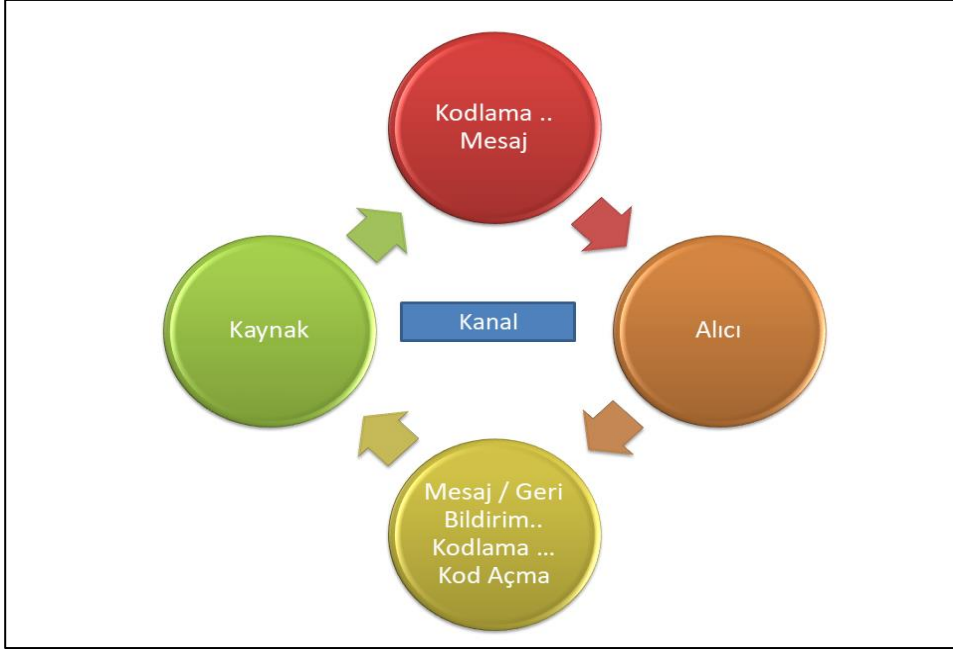 Kodlama ..
Mesaj
Kaynak
Kanal
Alıcı
Mesaj / Geri
Bildirim..
Kodlama ...
Kod Açma